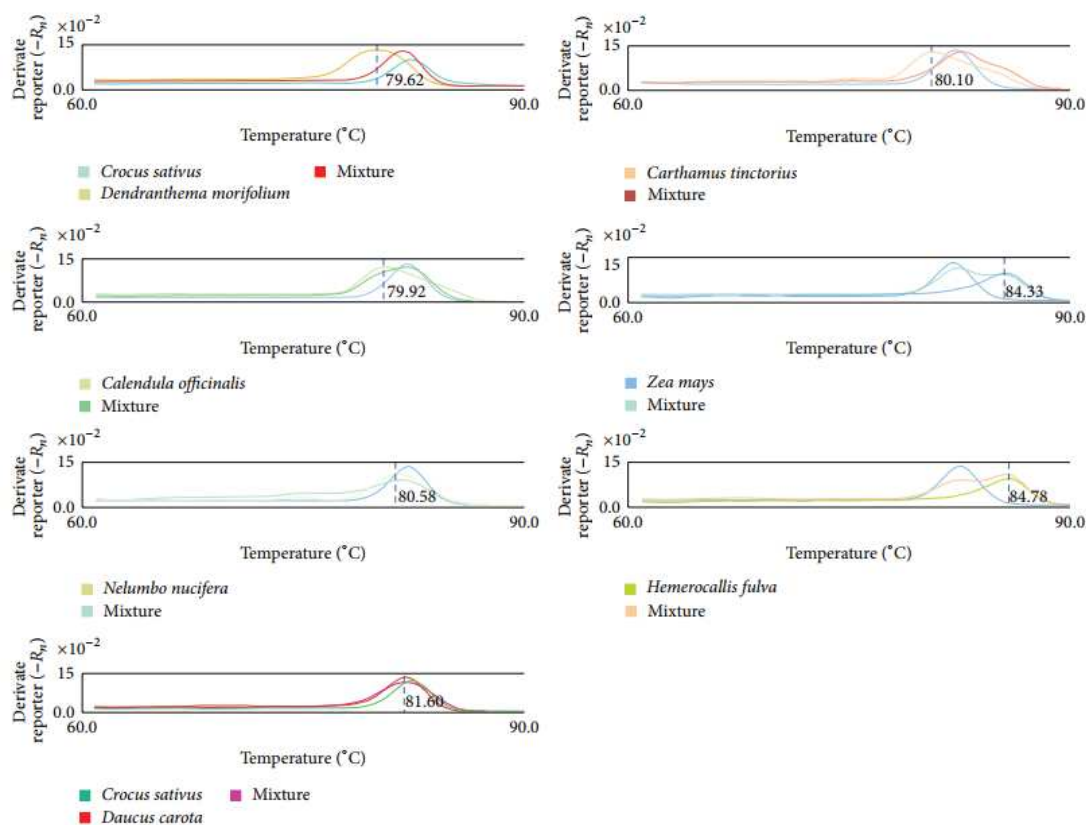 ×10⁻²
Derivate
reporter (−Rₙ)
15
0.0
79.62
60.0
90.0
Temperature (°C)
Crocus sativus
Mixture
Dendranthema morifolium
×10⁻²
Derivate
reporter (−Rₙ)
15
0.0
80.10
60.0
90.0
Temperature (°C)
Carthamus tinctorius
Mixture
×10⁻²
Derivate
reporter (−Rₙ)
15
0.0
79.92
60.0
90.0
Temperature (°C)
Calendula officinalis
Mixture
×10⁻²
Derivate
reporter (−Rₙ)
15
0.0
84.33
60.0
90.0
Temperature (°C)
Zea mays
Mixture
×10⁻²
Derivate
reporter (−Rₙ)
15
0.0
80.58
60.0
90.0
Temperature (°C)
Nelumbo nucifera
Mixture
×10⁻²
Derivate
reporter (−Rₙ)
15
0.0
84.78
60.0
90.0
Temperature (°C)
Hemerocallis fulva
Mixture
×10⁻²
Derivate
reporter (−Rₙ)
15
0.0
81.60
60.0
90.0
Temperature (°C)
Crocus sativus
Mixture
Daucus carota